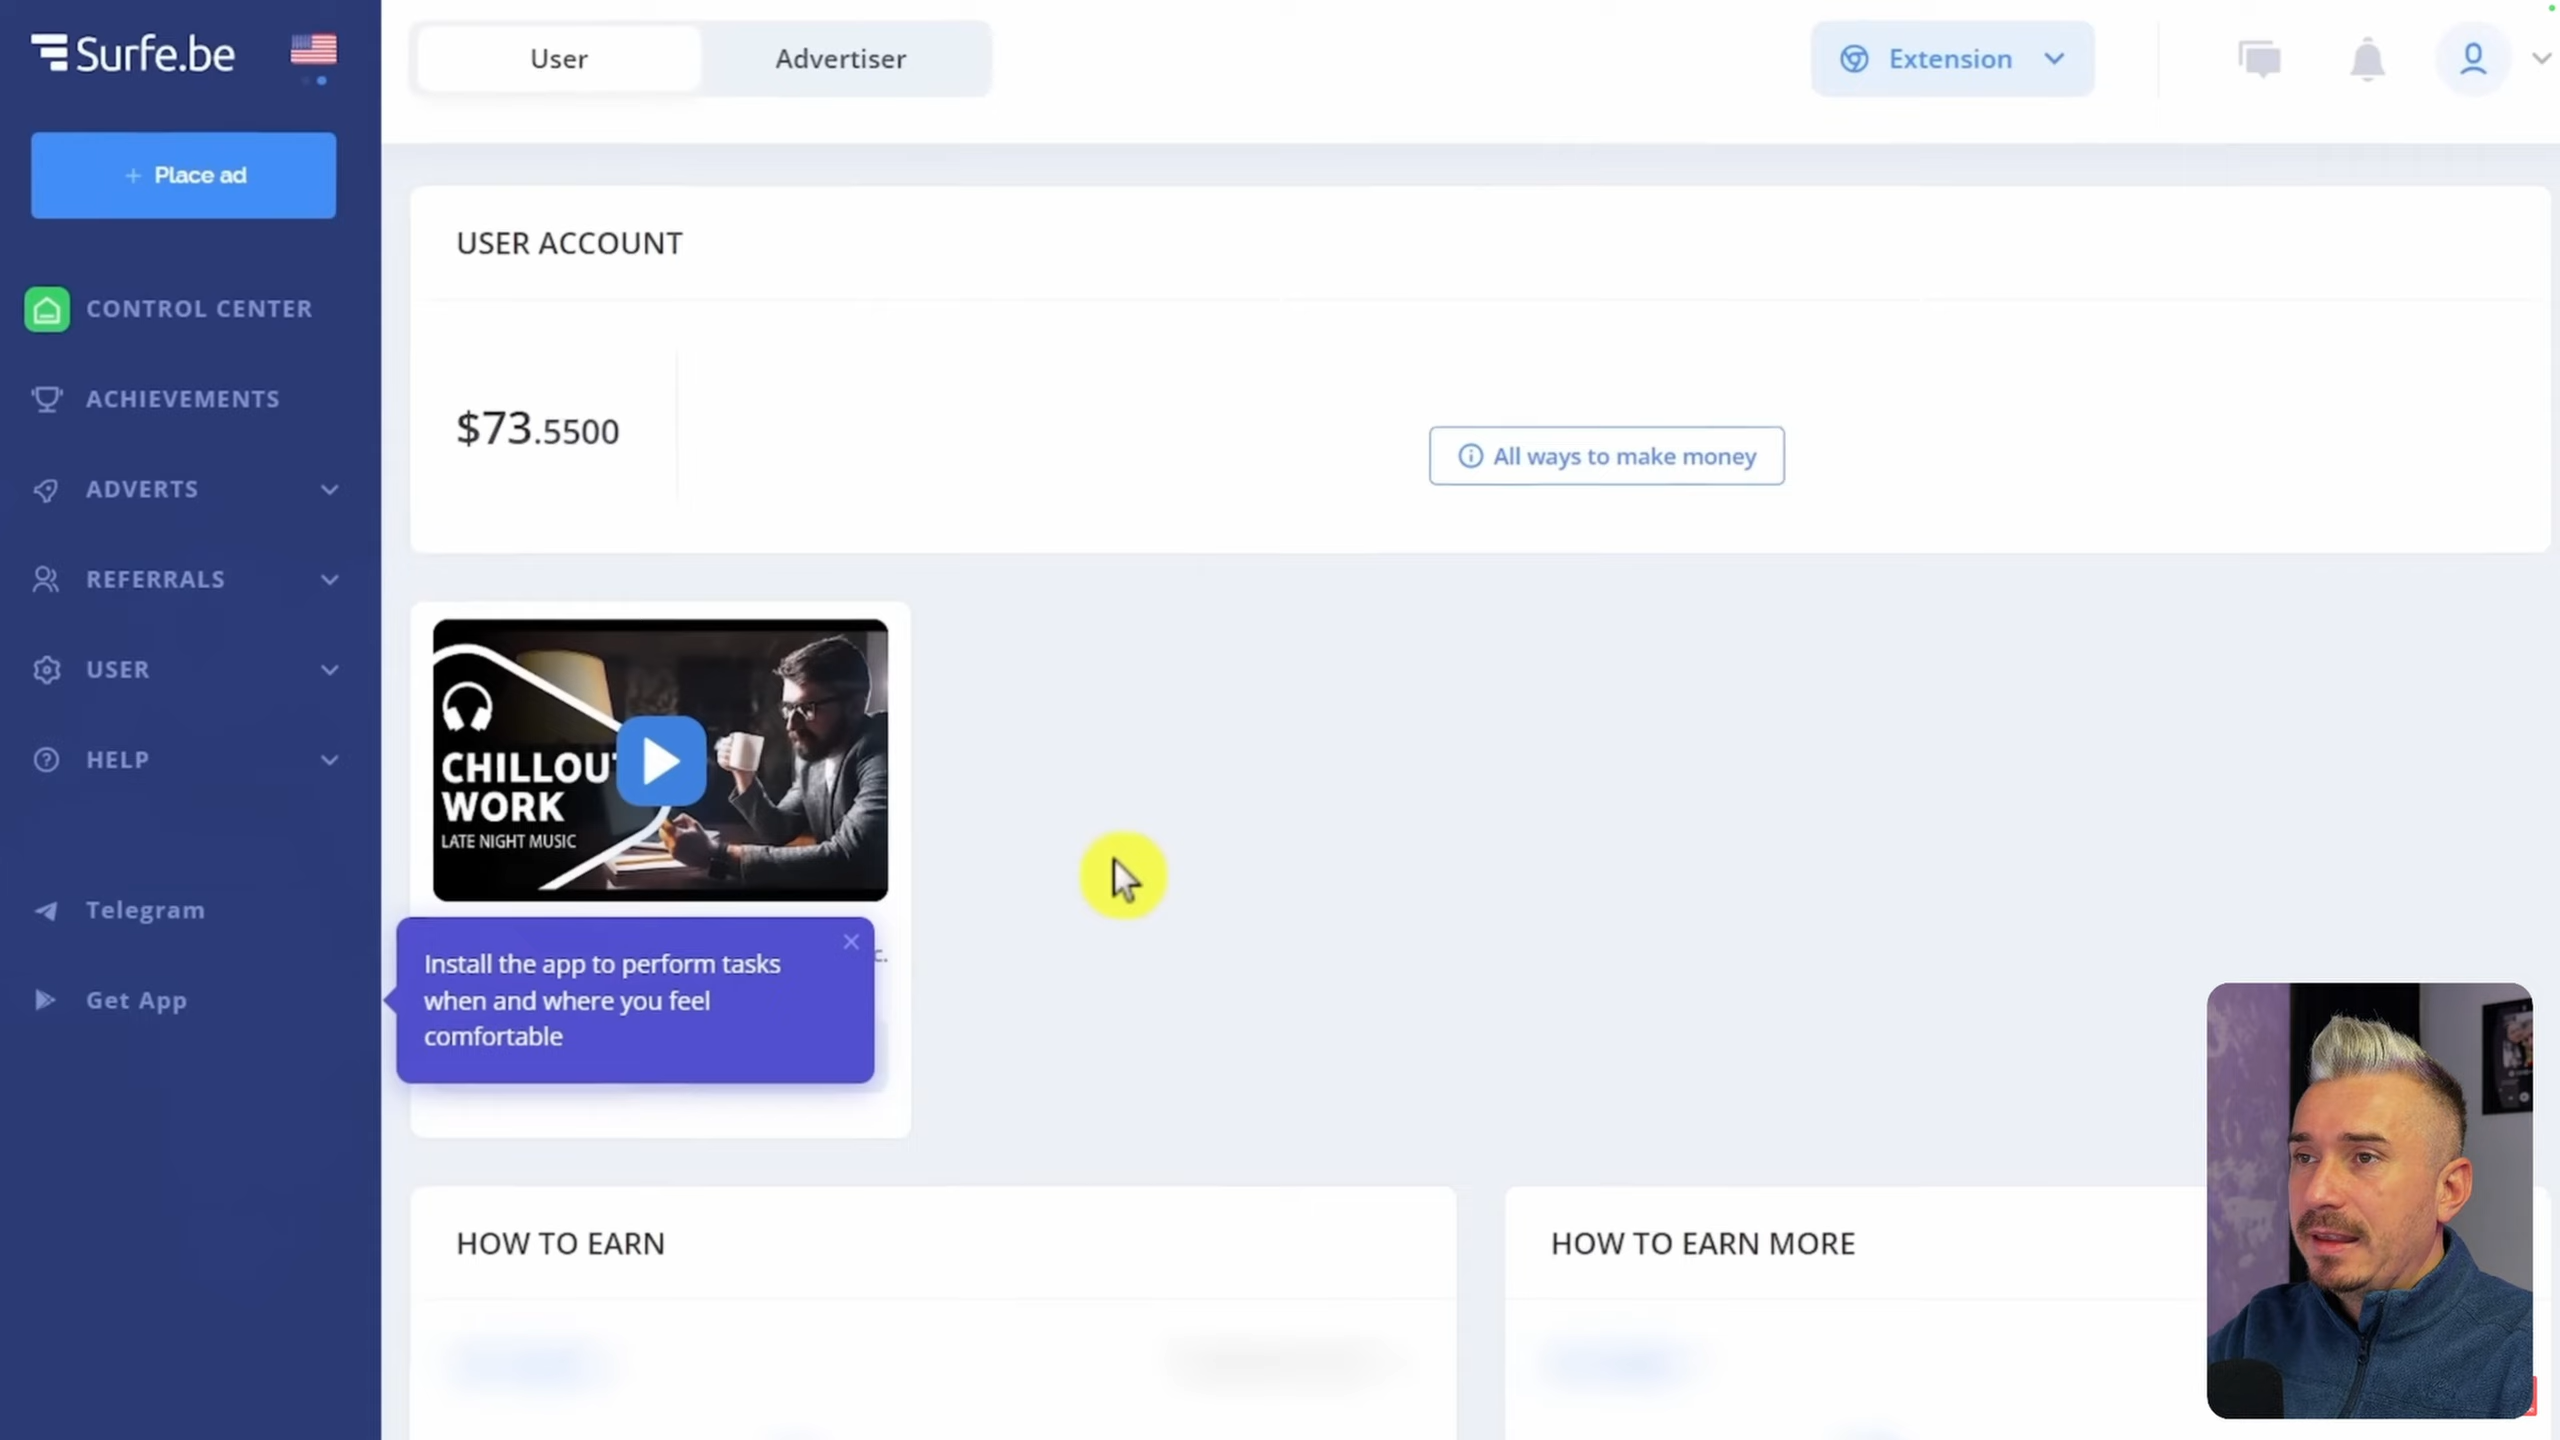 Surfe.be
User
Advertiser
Extension
+ Place ad
USER ACCOUNT
CONTROL CENTER
ACHIEVEMENTS
$73.5500
All ways to make money
ADVERTS
REFERRALS
USER
HELP
CHILLOUT
WORK
LATE NIGHT MUSIC
Telegram
Get App
c.
Install the app to perform tasks
when and where you feel
comfortable
HOW TO EARN
HOW TO EARN MORE